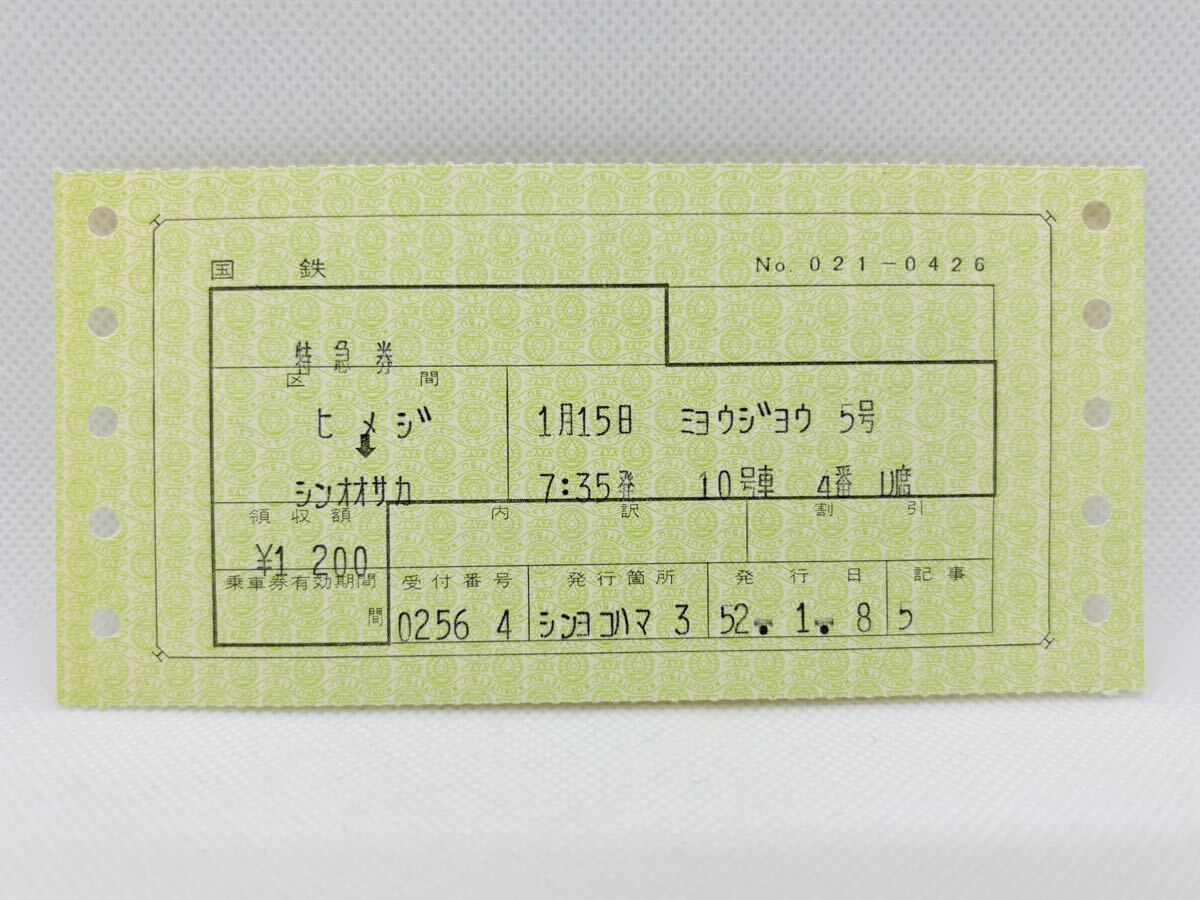 国鉄 No. 021-0426
特急券
区間
ヒメジ 1月15日 ミヨウジヨウ 5号
⬇
シンオオサカ 7:35発 10号車 4番 U席
領収額 内訳 割引
¥1 200
乗車券有効期間 受付番号 発行箇所 発行日 記事
間 0256 4 シンヨコハマ 3 52. 1. 8 5